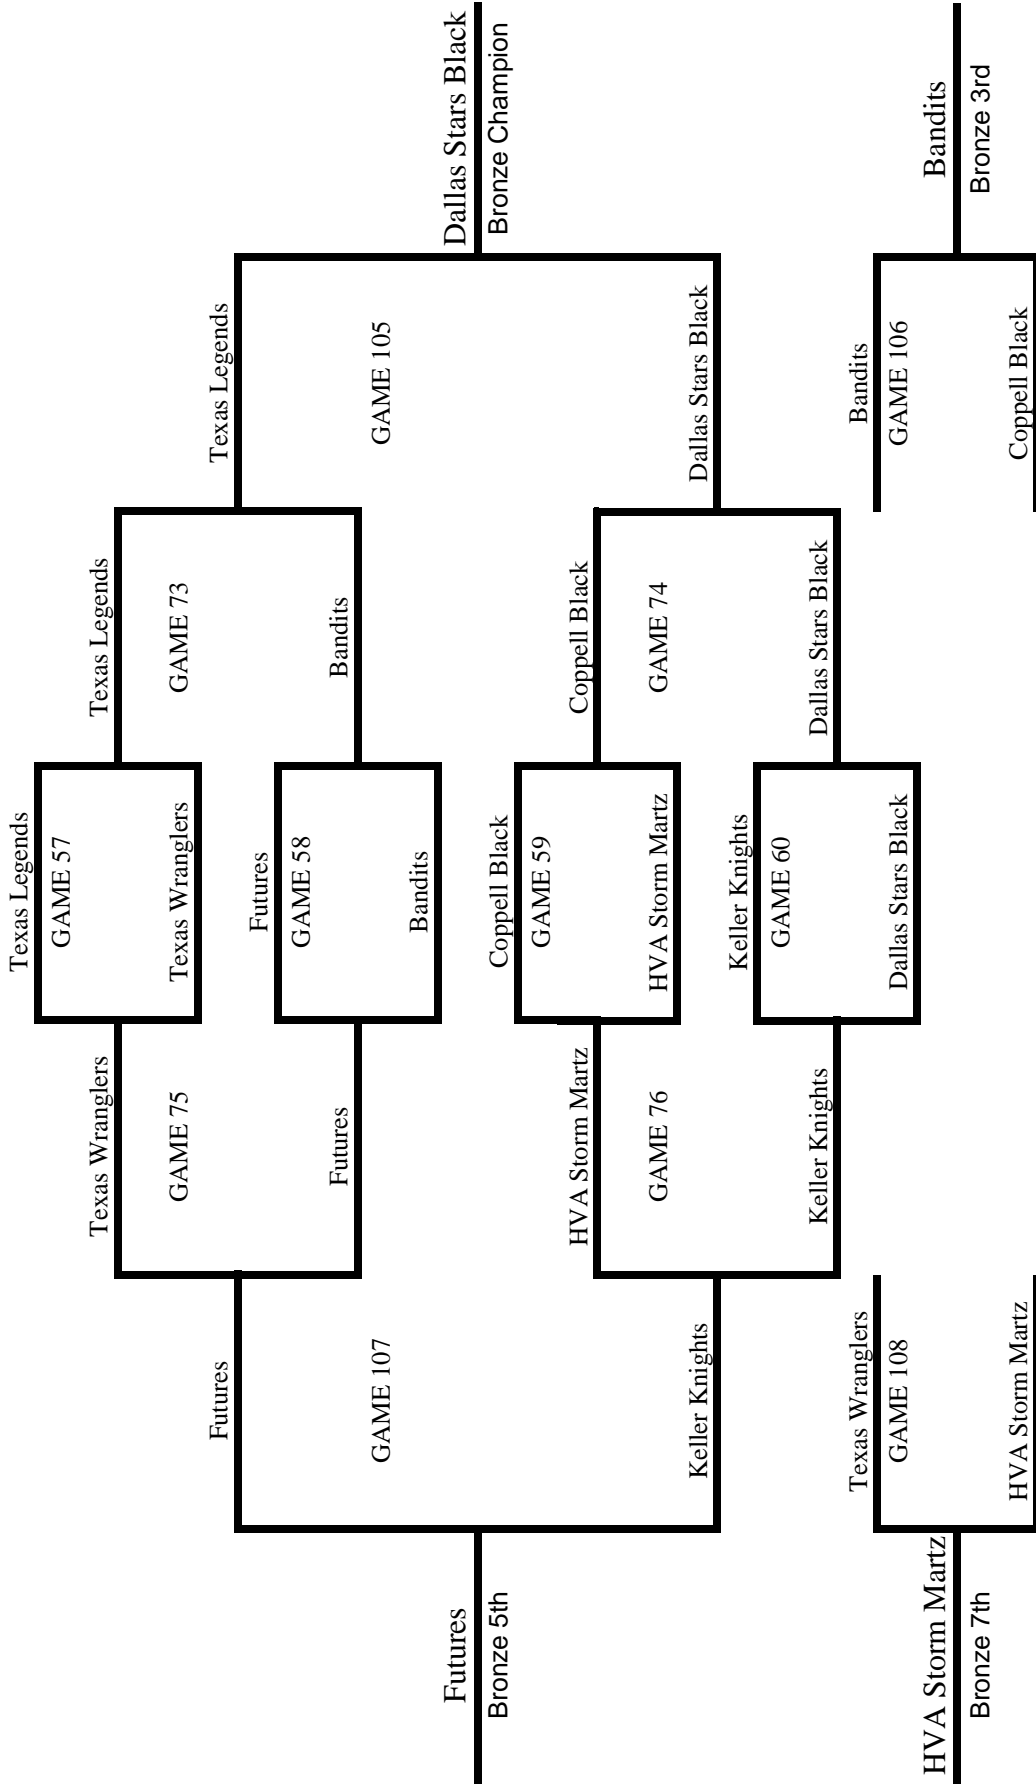 Texas Legends
GAME 57
Texas Wranglers
Futures
GAME 58
Bandits
Coppell Black
GAME 59
HVA Storm Martz
Keller Knights
GAME 60
Dallas Stars Black
Texas Legends
GAME 73
Bandits
Coppell Black
GAME 74
Dallas Stars Black
Texas Legends
GAME 105
Dallas Stars Black
Dallas Stars Black
Bronze Champion
Bandits
GAME 106
Coppell Black
Bandits
Bronze 3rd
Texas Wranglers
GAME 75
Futures
HVA Storm Martz
GAME 76
Keller Knights
Futures
GAME 107
Keller Knights
Futures
Bronze 5th
Texas Wranglers
GAME 108
HVA Storm Martz
HVA Storm Martz
Bronze 7th